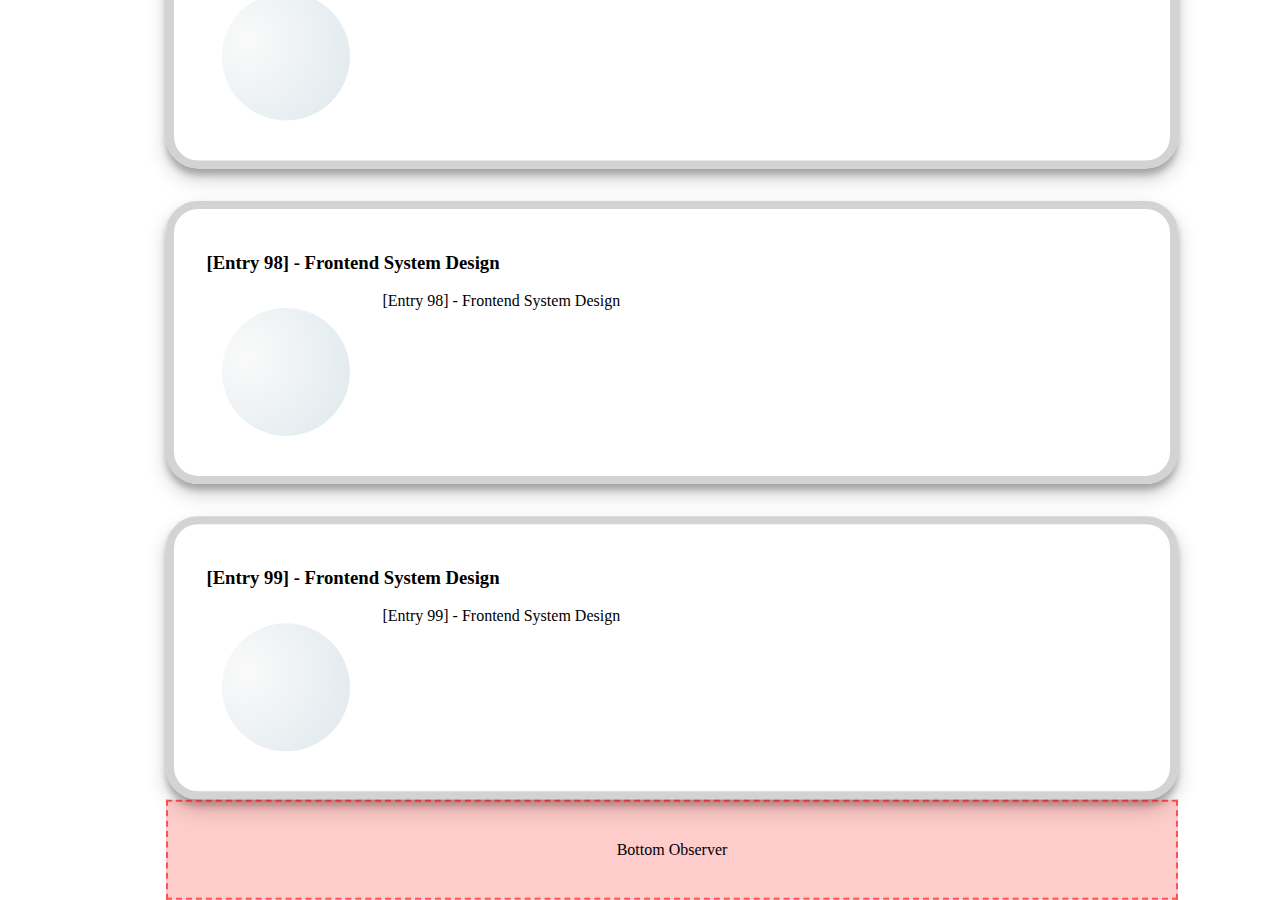 [Entry 98] - Frontend System Design
[Entry 98] - Frontend System Design
[Entry 99] - Frontend System Design
[Entry 99] - Frontend System Design
Bottom Observer